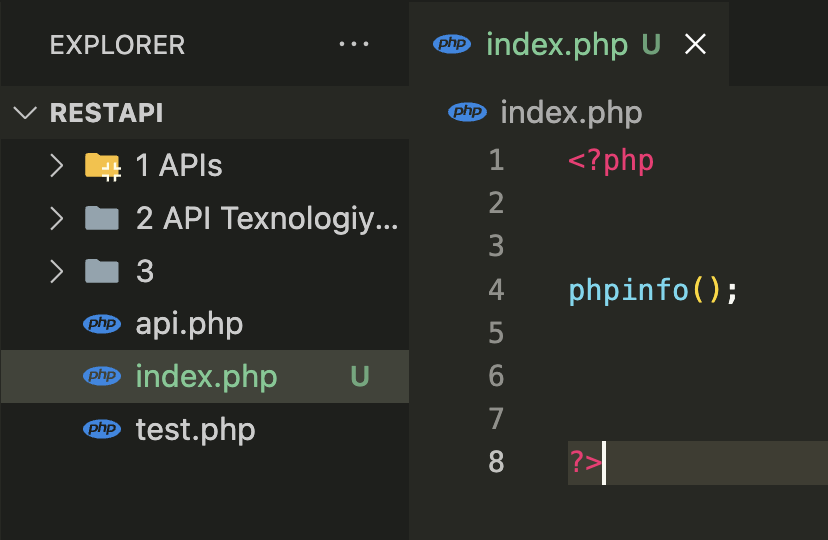 EXPLORER ...
RESTAPI
1 APIs
2 API Texnologiy...
3
php api.php
php index.php U
php test.php
php index.php U
php index.php
1 <?php
2
3
4 phpinfo();
5
6
7
8 ?>